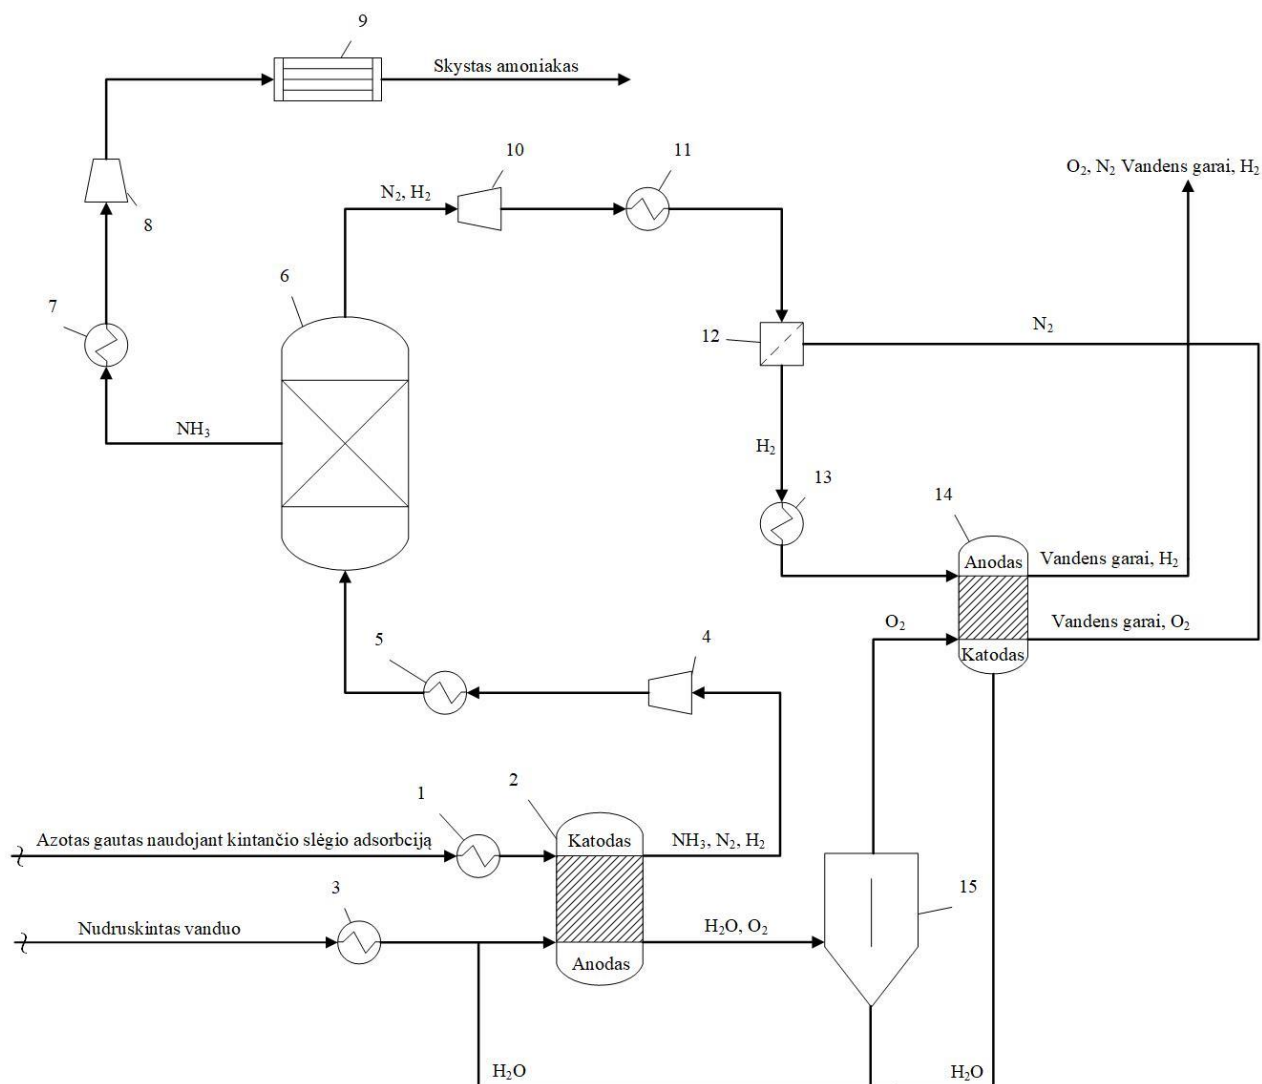 9
Skystas amoniakas
10
11
O₂, N₂ Vandens garai, H₂
N₂, H₂
8
6
7
12
N₂
NH₃
H₂
13
14
Anodas
Vandens garai, H₂
O₂
Vandens garai, O₂
Katodas
5
4
1
2
Azotas gautas naudojant kintančio slėgio adsorbciją
Katodas
NH₃, N₂, H₂
3
15
Nudruskintas vanduo
H₂O, O₂
Anodas
H₂O
H₂O